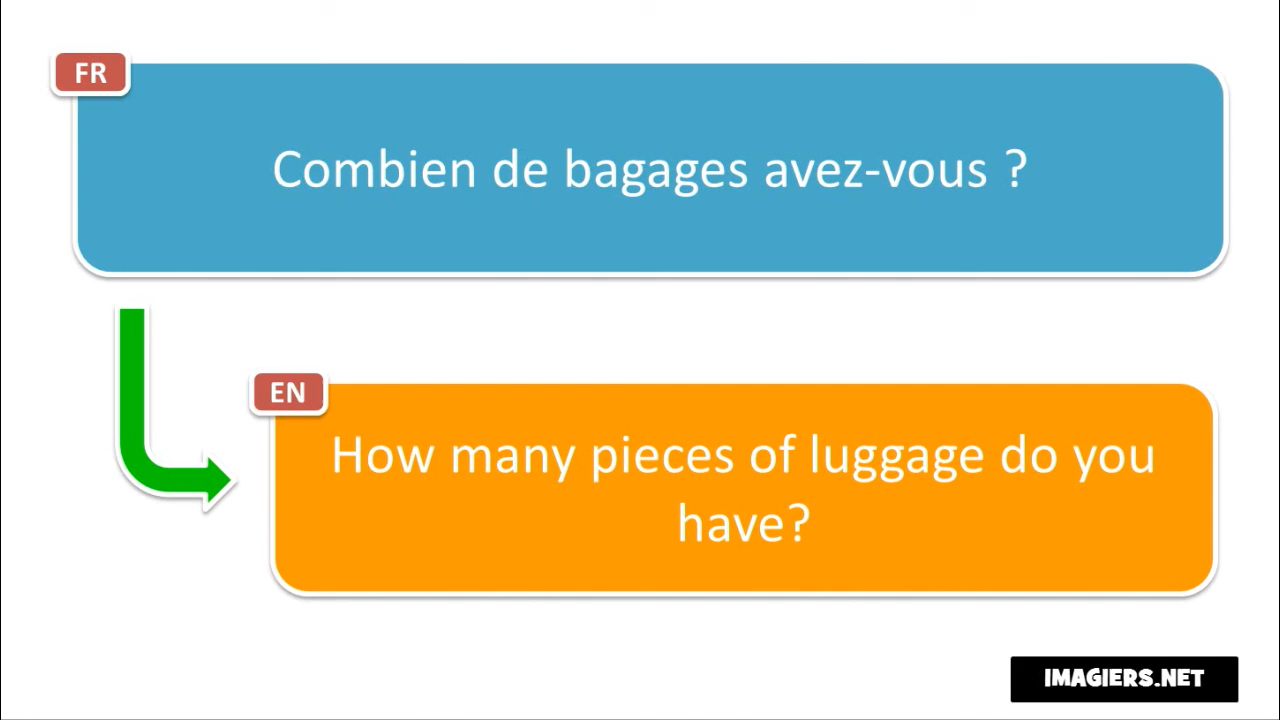 FR
Combien de bagages avez-vous ?
EN
How many pieces of luggage do you
have?
IMAGIERS.NET